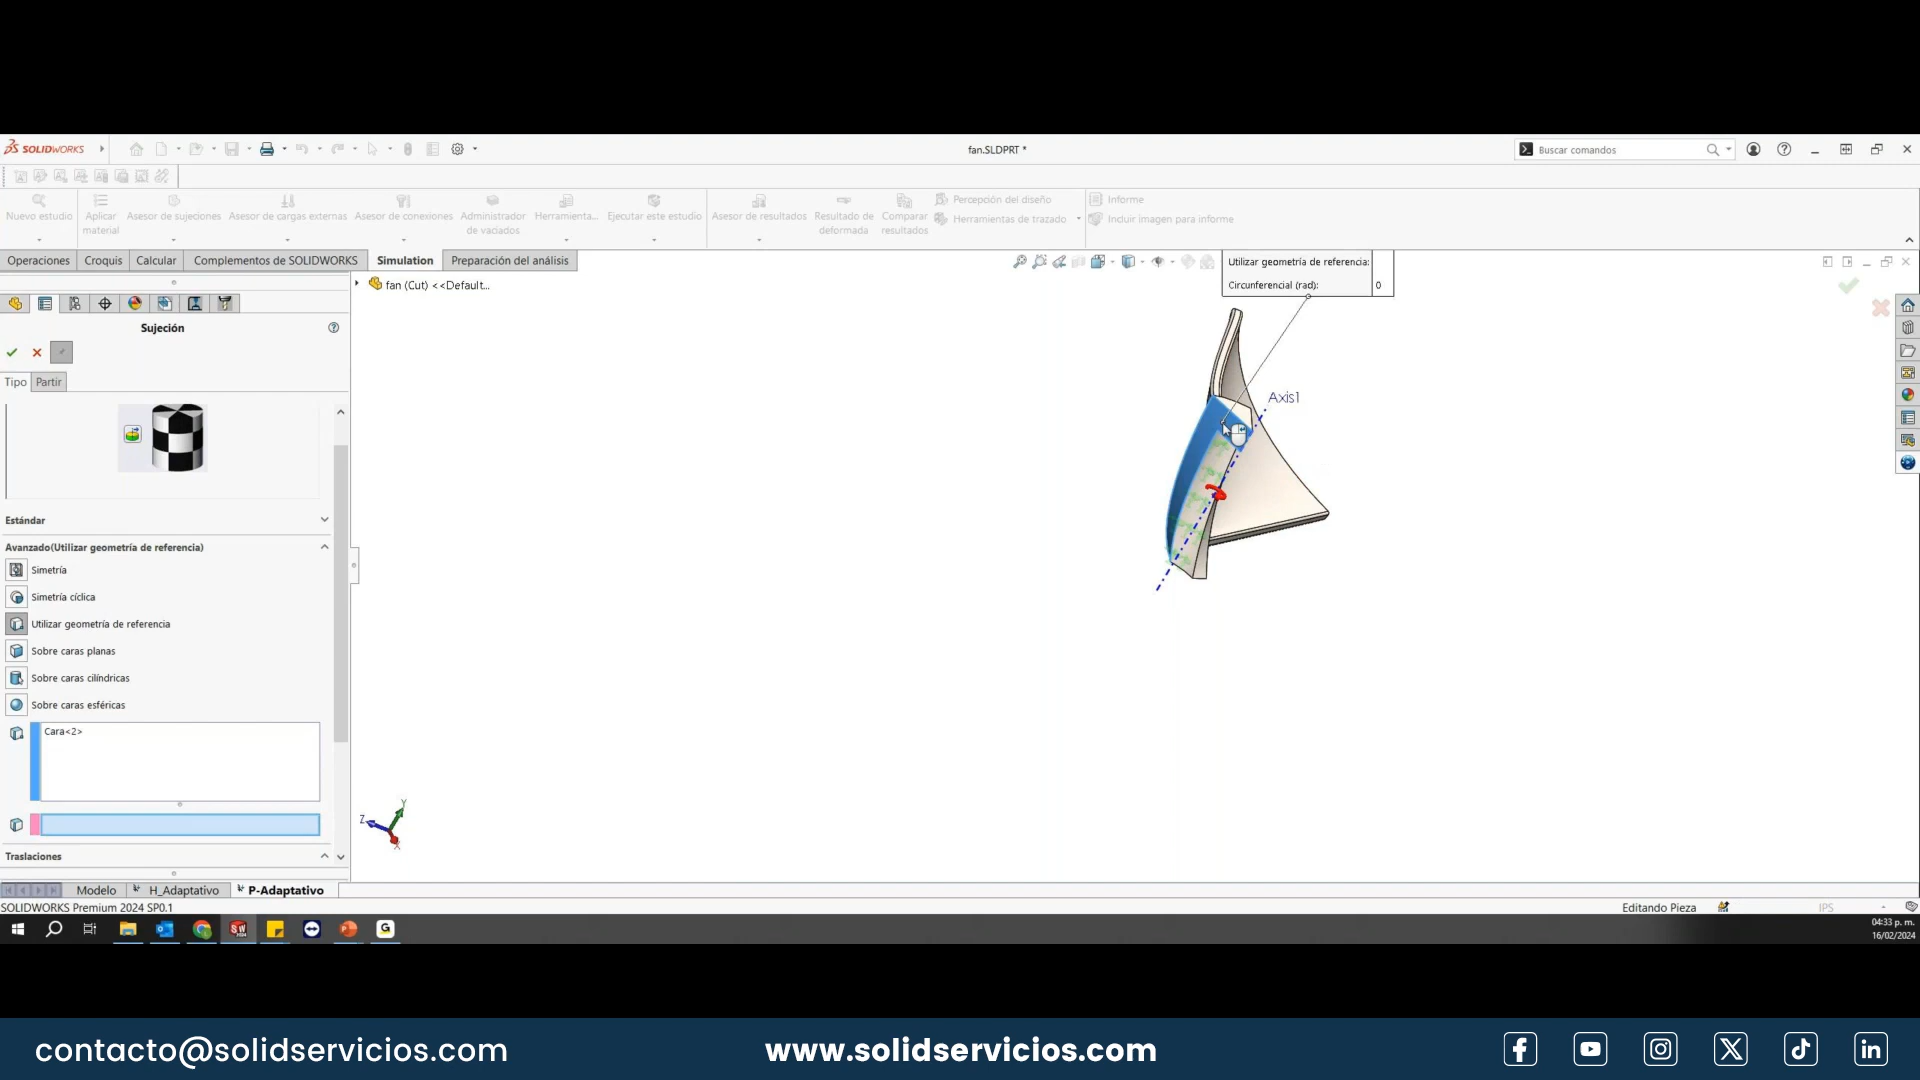 SOLIDWORKS
fan.SLDPRT *
Buscar comandos
Nuevo estudio
Aplicar material
Asesor de sujeciones
Asesor de cargas externas
Asesor de conexiones
Administrador de vaciados
Herramienta...
Ejecutar este estudio
Asesor de resultados
Resultado de deformada
Comparar resultados
Percepción del diseño
Herramientas de trazado
Informe
Incluir imagen para informe
Operaciones
Croquis
Calcular
Complementos de SOLIDWORKS
Simulation
Preparación del análisis
fan (Cut) <<Default...
Utilizar geometría de referencia:
Circunferencial (rad): 0
Axis1
Sujeción
Tipo
Partir
Estándar
Avanzado(Utilizar geometría de referencia)
Simetría
Simetría cíclica
Utilizar geometría de referencia
Sobre caras planas
Sobre caras cilíndricas
Sobre caras esféricas
Cara<2>
Traslaciones
Y
Z
X
Modelo
H_Adaptativo
P-Adaptativo
SOLIDWORKS Premium 2024 SP0.1
Editando Pieza
IPS
04:33 p. m.
16/02/2024
contacto@solidservicios.com
www.solidservicios.com